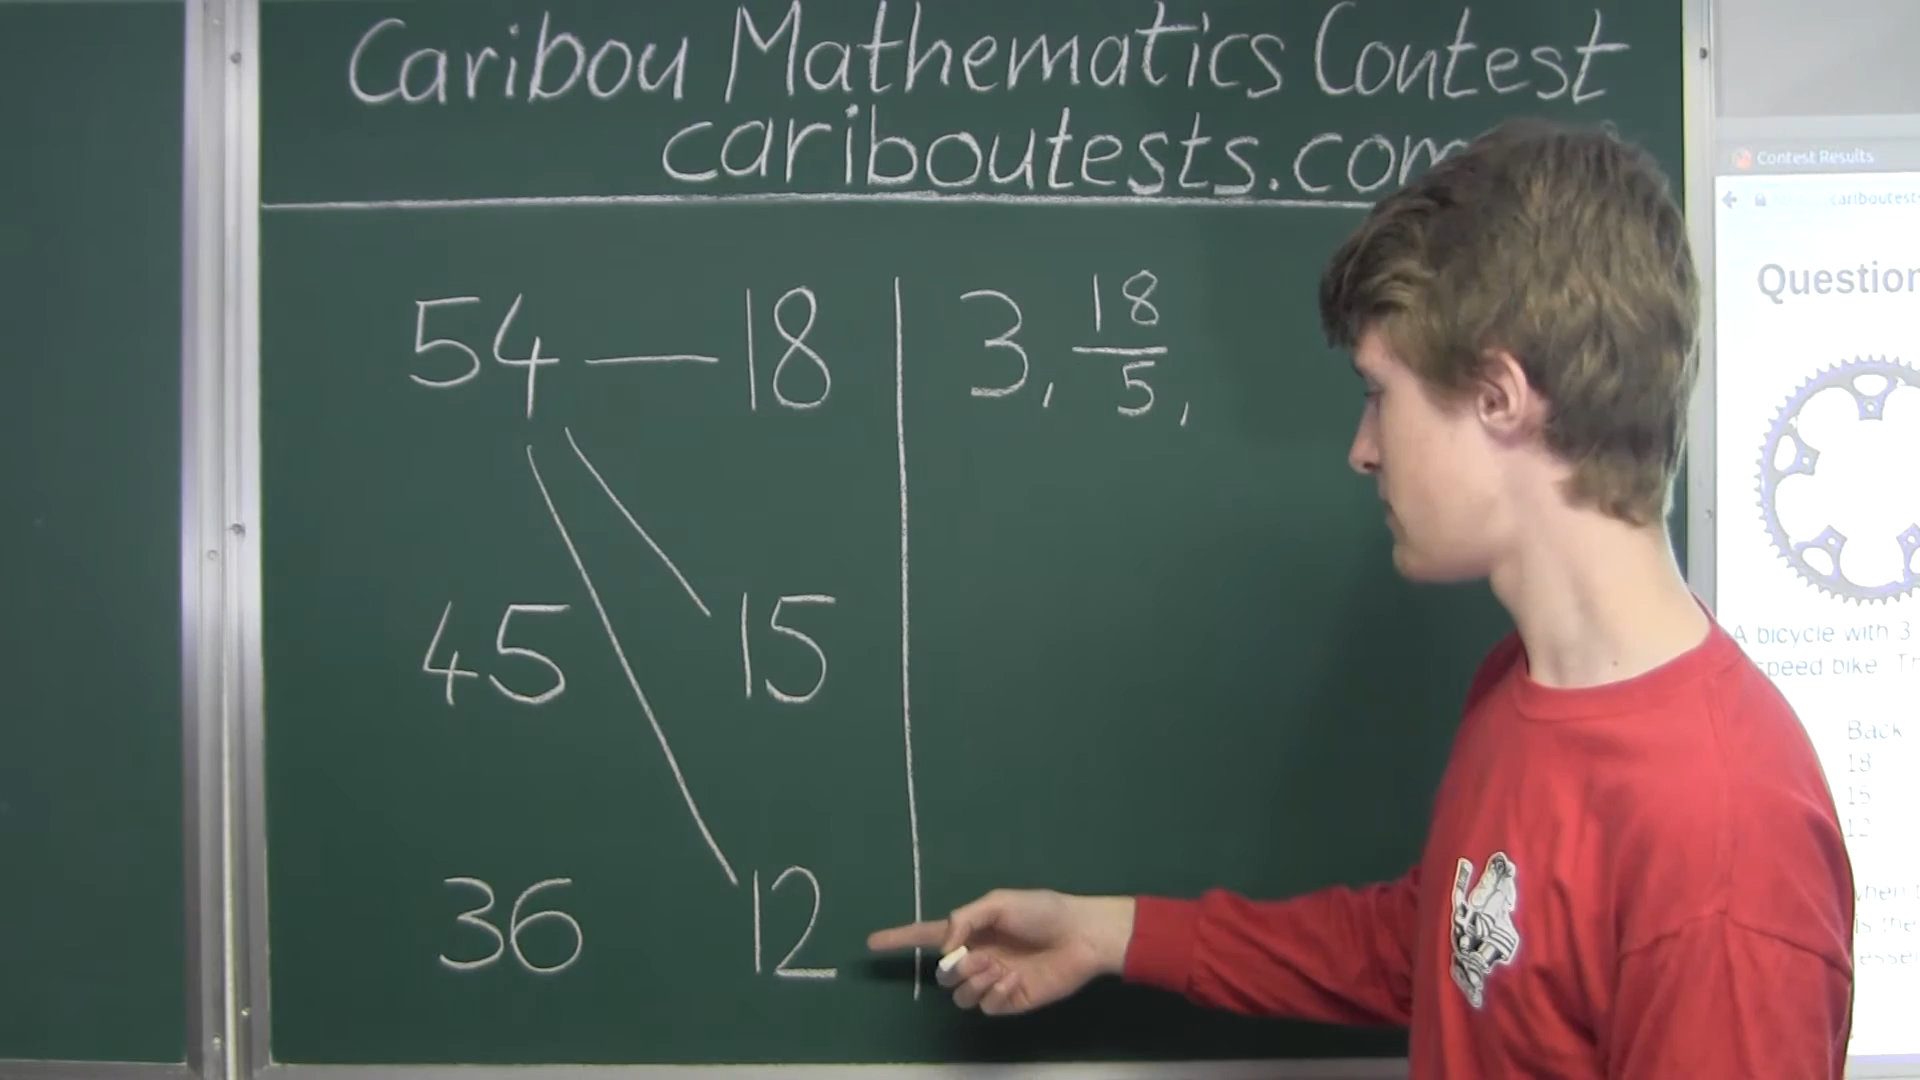 Caribou Mathematics Contest
cariboutests.com
54 — 18
45 15
36 12
3, 18/5,
Contest Results
Question
A bicycle with 3
speed bike.
Back
18
15
12